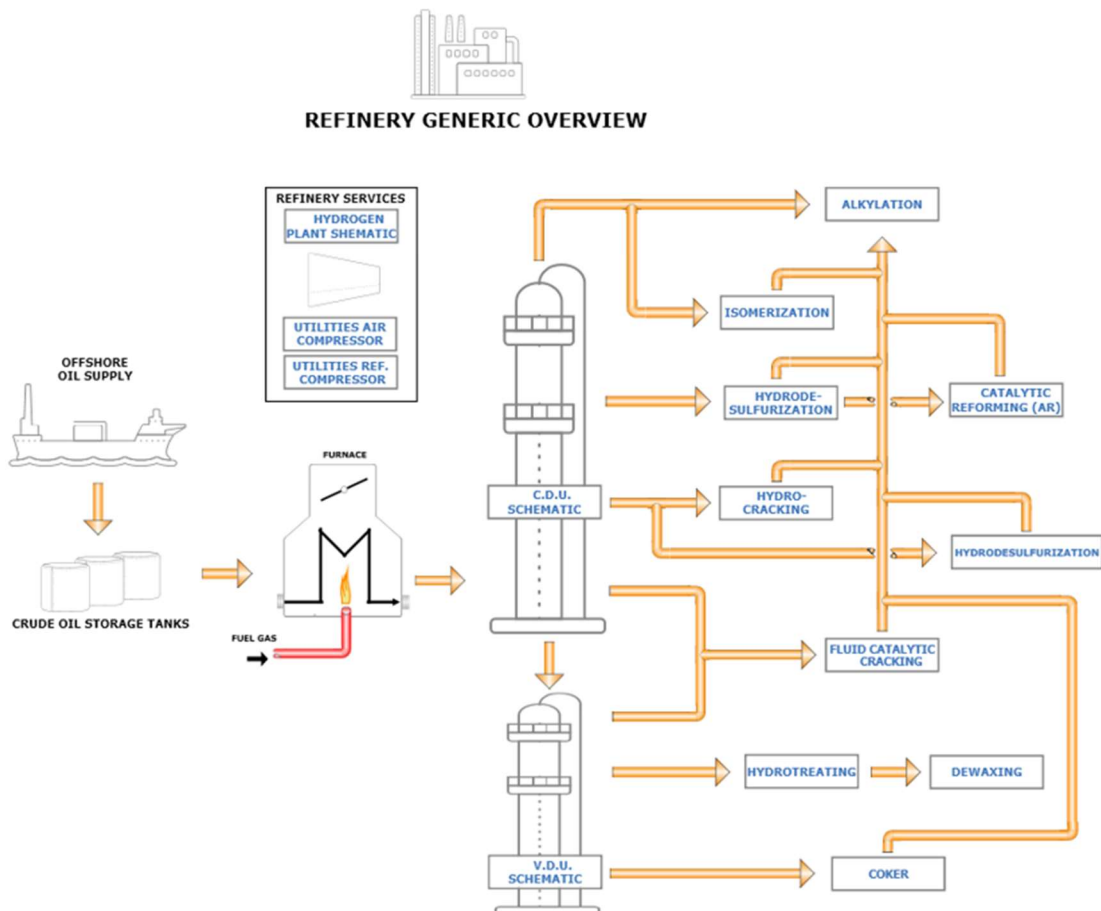 REFINERY GENERIC OVERVIEW
REFINERY SERVICES
HYDROGEN
PLANT SHEMATIC
UTILITIES AIR
COMPRESSOR
UTILITIES REF.
COMPRESSOR
OFFSHORE
OIL SUPPLY
CRUDE OIL STORAGE TANKS
FURNACE
FUEL GAS
C.D.U.
SCHEMATIC
V.D.U.
SCHEMATIC
ALKYLATION
ISOMERIZATION
HYDRODE-
SULFURIZATION
CATALYTIC
REFORMING (AR)
HYDRO-
CRACKING
HYDRODESULFURIZATION
FLUID CATALYTIC
CRACKING
HYDROTREATING
DEWAXING
COKER